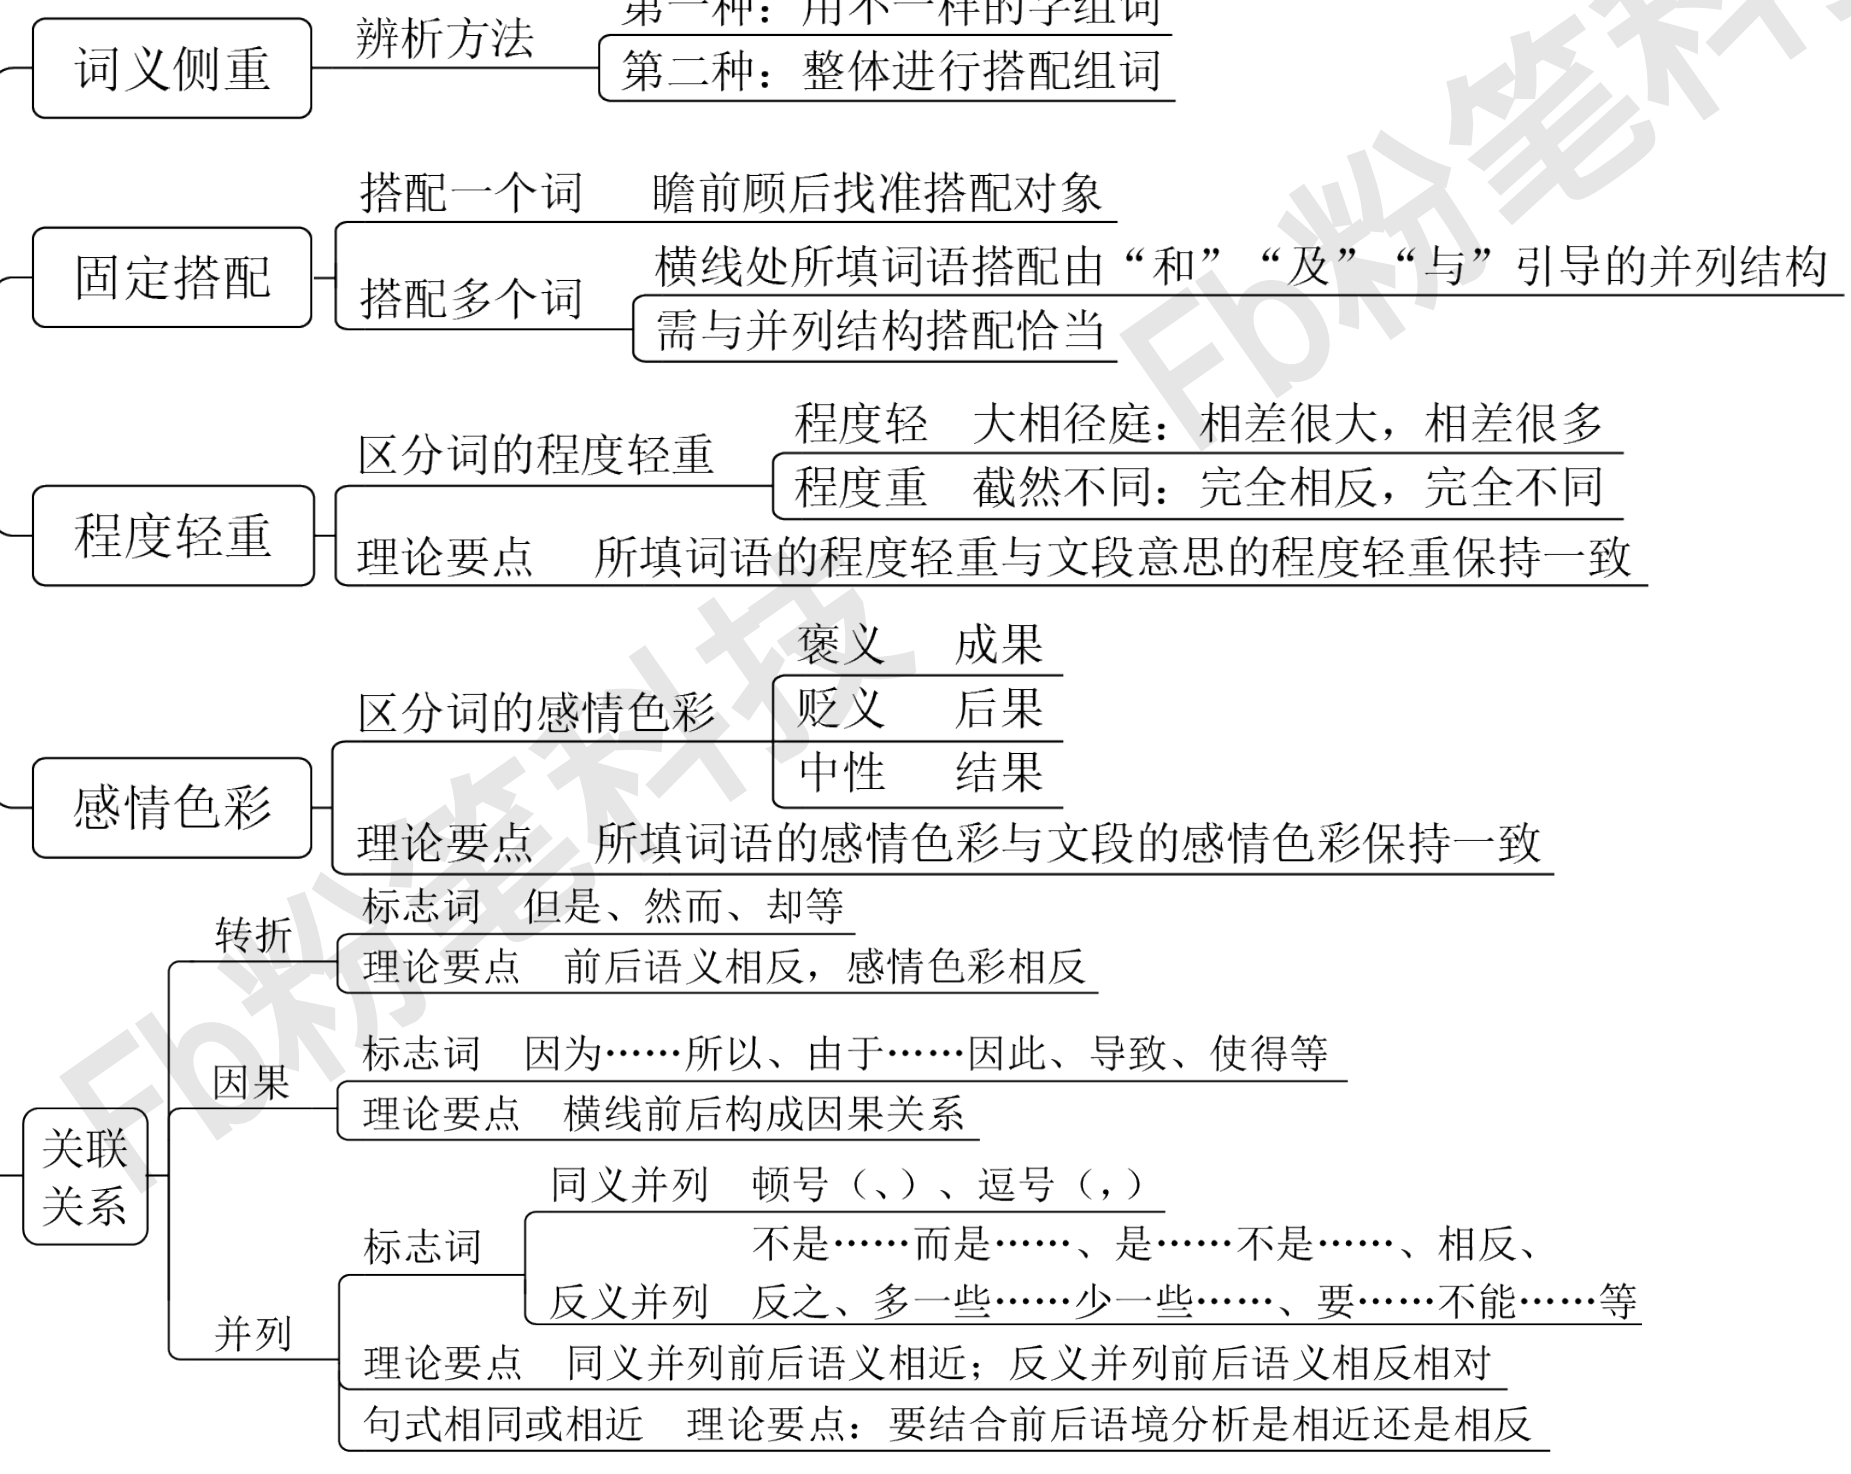 第一种：用不一样的字组词
辨析方法
词义侧重
第二种：整体进行搭配组词
搭配一个词 瞻前顾后找准搭配对象
固定搭配
横线处所填词语搭配由“和”“及”“与”引导的并列结构
搭配多个词
需与并列结构搭配恰当
程度轻 大相径庭：相差很大，相差很多
区分词的程度轻重
程度重 截然不同：完全相反，完全不同
程度轻重
理论要点 所填词语的程度轻重与文段意思的程度轻重保持一致
褒义 成果
区分词的感情色彩
贬义 后果
中性 结果
感情色彩
理论要点 所填词语的感情色彩与文段的感情色彩保持一致
标志词 但是、然而、却等
转折
理论要点 前后语义相反，感情色彩相反
标志词 因为……所以、由于……因此、导致、使得等
因果
理论要点 横线前后构成因果关系
关联
关系
同义并列 顿号（、）、逗号（，）
标志词
不是……而是……、是……不是……、相反、
反义并列 反之、多一些……少一些……、要……不能……等
并列
理论要点 同义并列前后语义相近；反义并列前后语义相反相对
句式相同或相近 理论要点：要结合前后语境分析是相近还是相反
Fb粉笔科技
Fb粉笔科